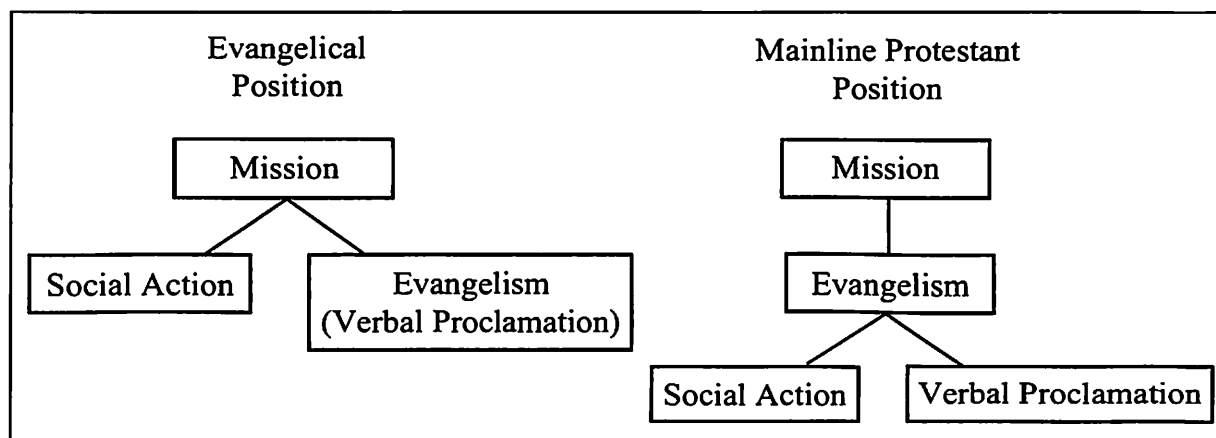 Evangelical
Position
Mission
Social Action
Evangelism
(Verbal Proclamation)
Mainline Protestant
Position
Mission
Evangelism
Social Action
Verbal Proclamation